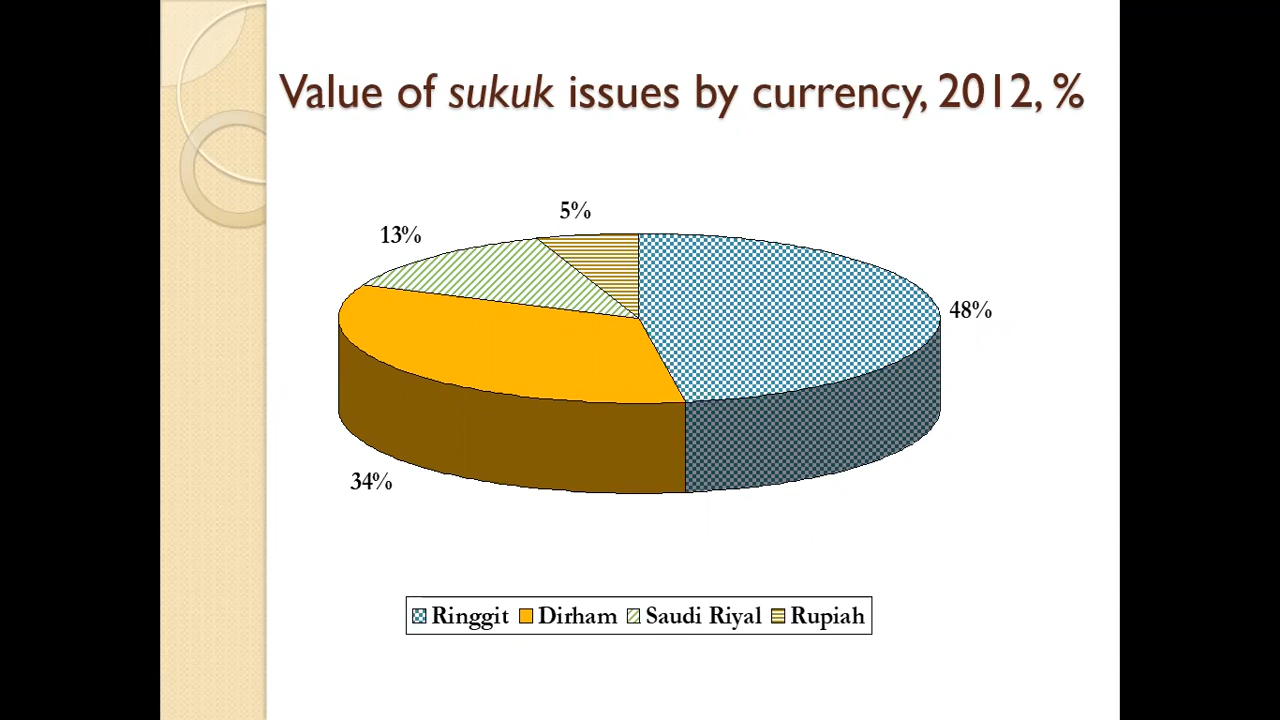 Value of sukuk issues by currency, 2012, %
5%
13%
48%
34%
Ringgit Dirham Saudi Riyal Rupiah